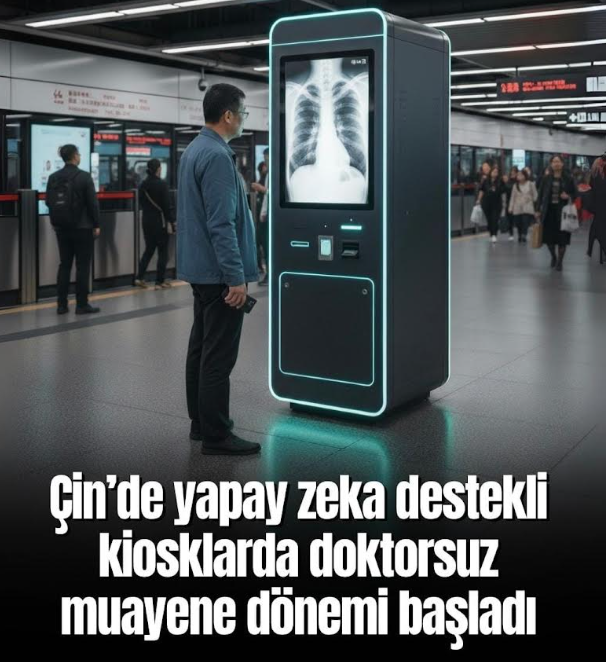 Çin’de yapay zeka destekli
kiosklarda doktorsuz
muayene dönemi başladı